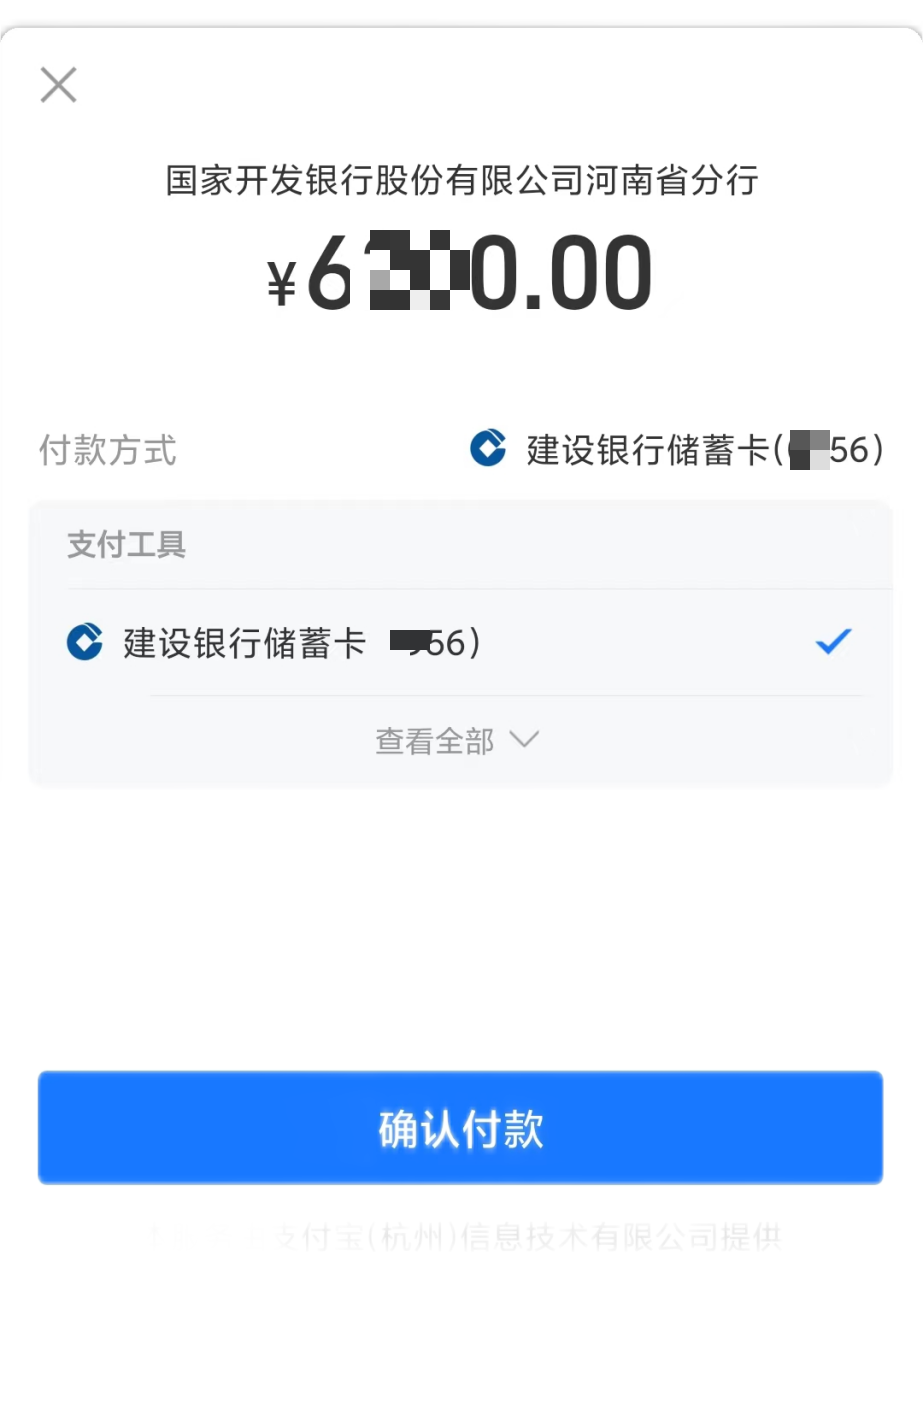 国家开发银行股份有限公司河南省分行
¥6 0.00
付款方式 建设银行储蓄卡( 56)
支付工具
建设银行储蓄卡 56)
查看全部
确认付款
支付宝(杭州)信息技术有限公司提供